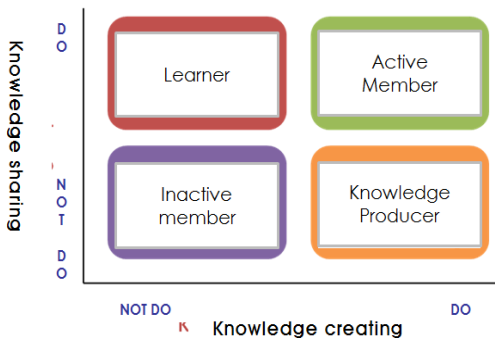 Knowledge sharing
DO
NOT DO
Learner
Active
Member
Inactive
member
Knowledge
Producer
NOT DO
DO
K
Knowledge creating